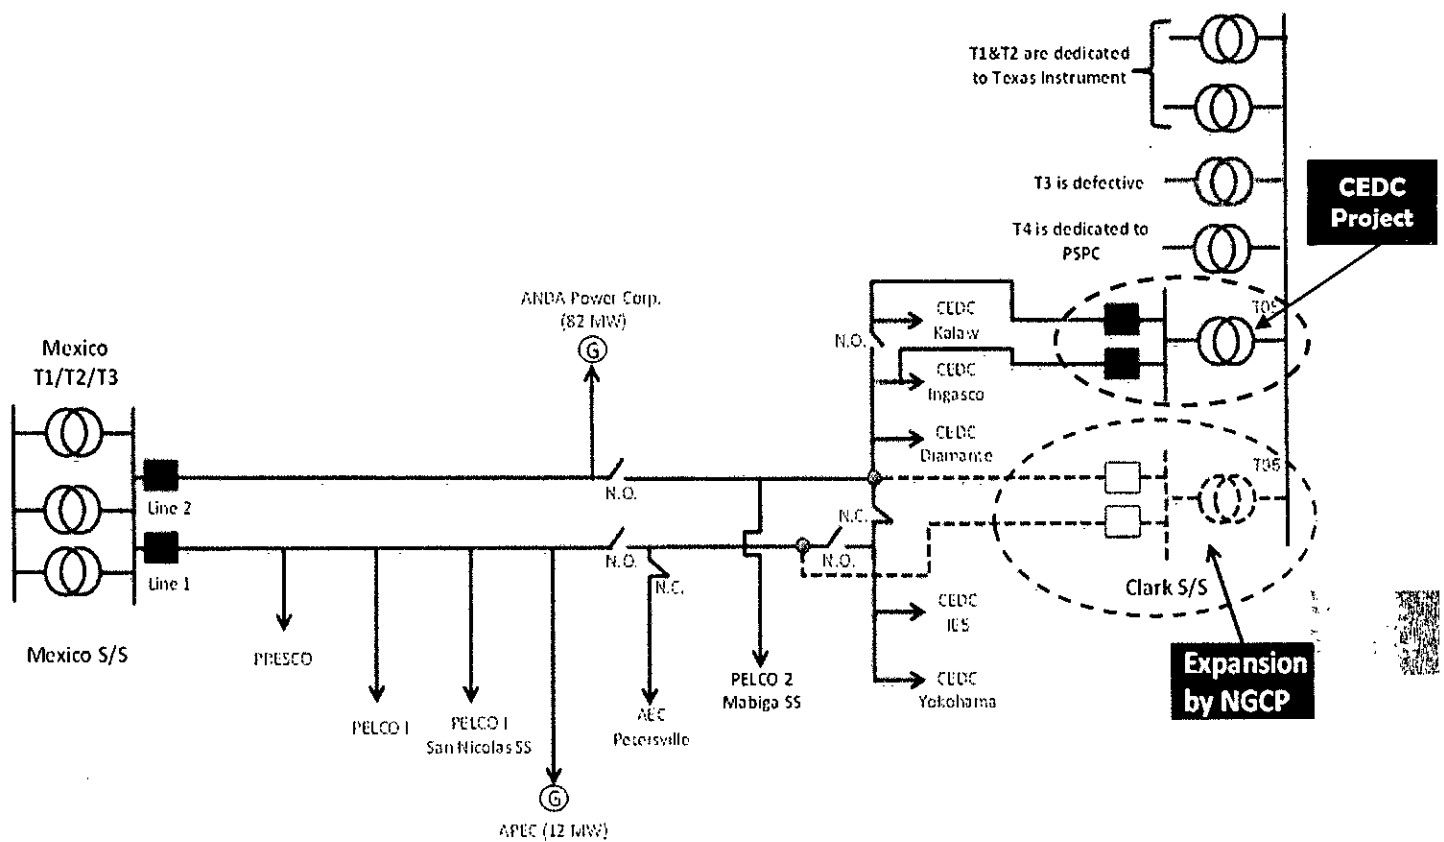 T1&T2 are dedicated
to Texas Instrument
T3 is defective
T4 is dedicated to
PSPC
CEDC
Project
T05
ANDA Power Corp.
(82 MW)
G
Mexico
T1/T2/T3
N.O.
CEDC
Kalaw
CEDC
Ingasco
CEDC
Diamante
T06
Line 2
N.O.
N.C.
Line 1
N.O.
N.C.
N.O.
Clark S/S
CEDC
IES
Mexico S/S
PRESCO
PELCO I
PELCO I
San Nicolas SS
AEC
Petersville
PELCO 2
Mabiga SS
CEDC
Yokohama
Expansion
by NGCP
G
APEC (12 MW)